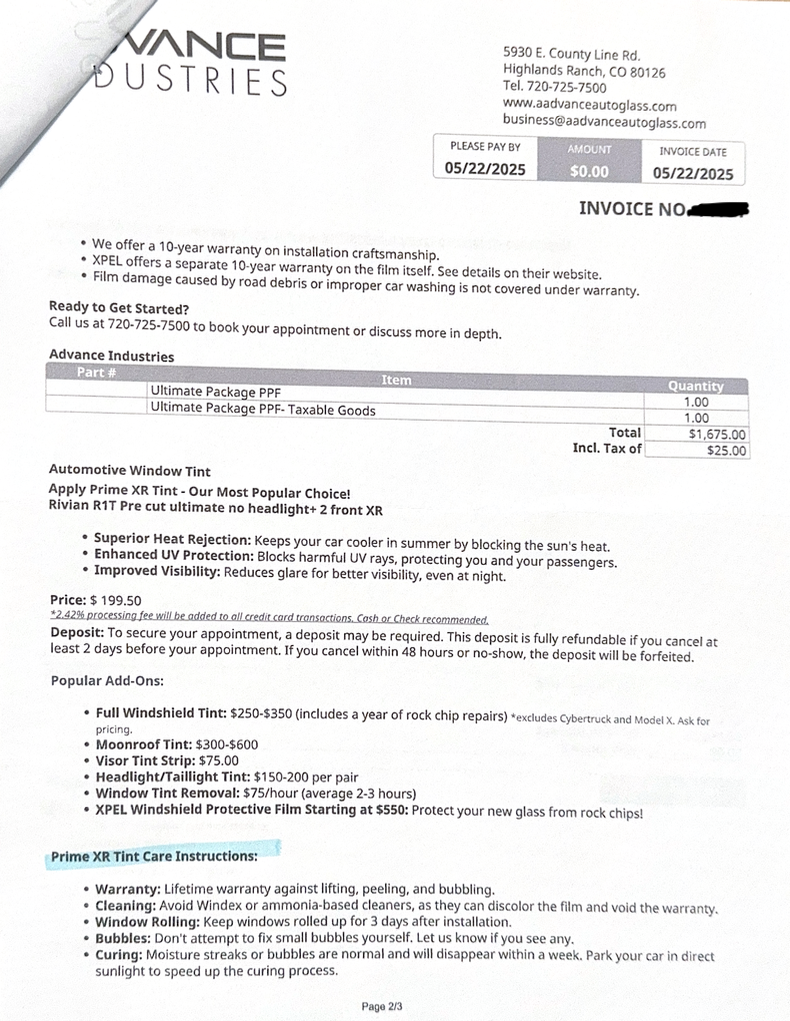 VANCE
DUSTRIES
5930 E. County Line Rd.
Highlands Ranch, CO 80126
Tel. 720-725-7500
www.aadvanceautoglass.com
business@aadvanceautoglass.com
PLEASE PAY BY AMOUNT INVOICE DATE
05/22/2025 $0.00 05/22/2025
INVOICE NO
• We offer a 10-year warranty on installation craftsmanship.
• XPEL offers a separate 10-year warranty on the film itself. See details on their website.
• Film damage caused by road debris or improper car washing is not covered under warranty.
Ready to Get Started?
Call us at 720-725-7500 to book your appointment or discuss more in depth.
Advance Industries
Part # Item Quantity
Ultimate Package PPF 1.00
Ultimate Package PPF- Taxable Goods 1.00
Total $1,675.00
Incl. Tax of $25.00
Automotive Window Tint
Apply Prime XR Tint - Our Most Popular Choice!
Rivian R1T Pre cut ultimate no headlight+ 2 front XR
• Superior Heat Rejection: Keeps your car cooler in summer by blocking the sun's heat.
• Enhanced UV Protection: Blocks harmful UV rays, protecting you and your passengers.
• Improved Visibility: Reduces glare for better visibility, even at night.
Price: $ 199.50
*2.42% processing fee will be added to all credit card transactions. Cash or Check recommended.
Deposit: To secure your appointment, a deposit may be required. This deposit is fully refundable if you cancel at
least 2 days before your appointment. If you cancel within 48 hours or no-show, the deposit will be forfeited.
Popular Add-Ons:
• Full Windshield Tint: $250-$350 (includes a year of rock chip repairs) *excludes Cybertruck and Model X. Ask for
pricing.
• Moonroof Tint: $300-$600
• Visor Tint Strip: $75.00
• Headlight/Taillight Tint: $150-200 per pair
• Window Tint Removal: $75/hour (average 2-3 hours)
• XPEL Windshield Protective Film Starting at $550: Protect your new glass from rock chips!
Prime XR Tint Care Instructions:
• Warranty: Lifetime warranty against lifting, peeling, and bubbling.
• Cleaning: Avoid Windex or ammonia-based cleaners, as they can discolor the film and void the warranty.
• Window Rolling: Keep windows rolled up for 3 days after installation.
• Bubbles: Don't attempt to fix small bubbles yourself. Let us know if you see any.
• Curing: Moisture streaks or bubbles are normal and will disappear within a week. Park your car in direct
sunlight to speed up the curing process.
Page 2/3